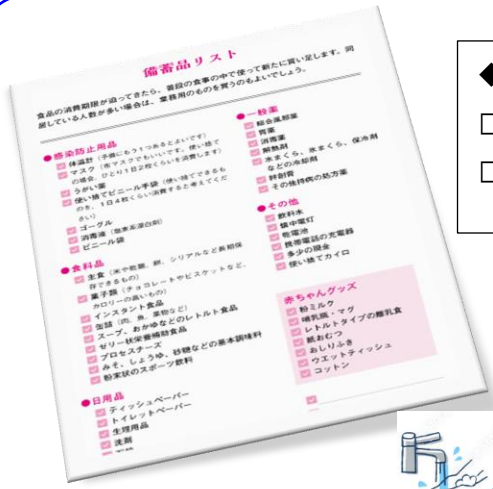 備蓄品リスト
食品の消費期限が迫ってきたら、普段の食事の中で使って新たに買い足します。同
居している人数が多い場合は、業務用のものを買うのもよいでしょう。
●感染防止用品
体温計（予備にもう1つあるとよいです）
マスク（布マスクでもいいです。使い捨て
の場合、ひとり1日2枚くらいを消費します）
うがい薬
使い捨てビニール手袋（使い捨てできるも
のを、1日4枚くらい消費すると考えてくだ
さい）
ゴーグル
消毒液（塩素系漂白剤）
ビニール袋
●食料品
主食（米や乾麺、餅、シリアルなど長期保
存できるもの）
菓子類（チョコレートやビスケットなど、
カロリーの高いもの）
インスタント食品
缶詰（肉、魚、果物など）
スープ、おかゆなどのレトルト食品
ゼリー状栄養補助食品
プロセスチーズ
みそ、しょうゆ、砂糖などの基本調味料
粉末状のスポーツ飲料
●日用品
ティッシュペーパー
トイレットペーパー
生理用品
洗剤
●一般薬
総合風邪薬
胃薬
消毒薬
解熱剤
水まくら、氷まくら、保冷剤
などの冷却剤
絆創膏
その他持病の処方薬
●その他
飲料水
懐中電灯
乾電池
携帯電話の充電器
多少の現金
使い捨てカイロ
赤ちゃんグッズ
粉ミルク
哺乳瓶・マグ
レトルトタイプの離乳食
紙おむつ
おしりふき
ウエットティッシュ
コットン